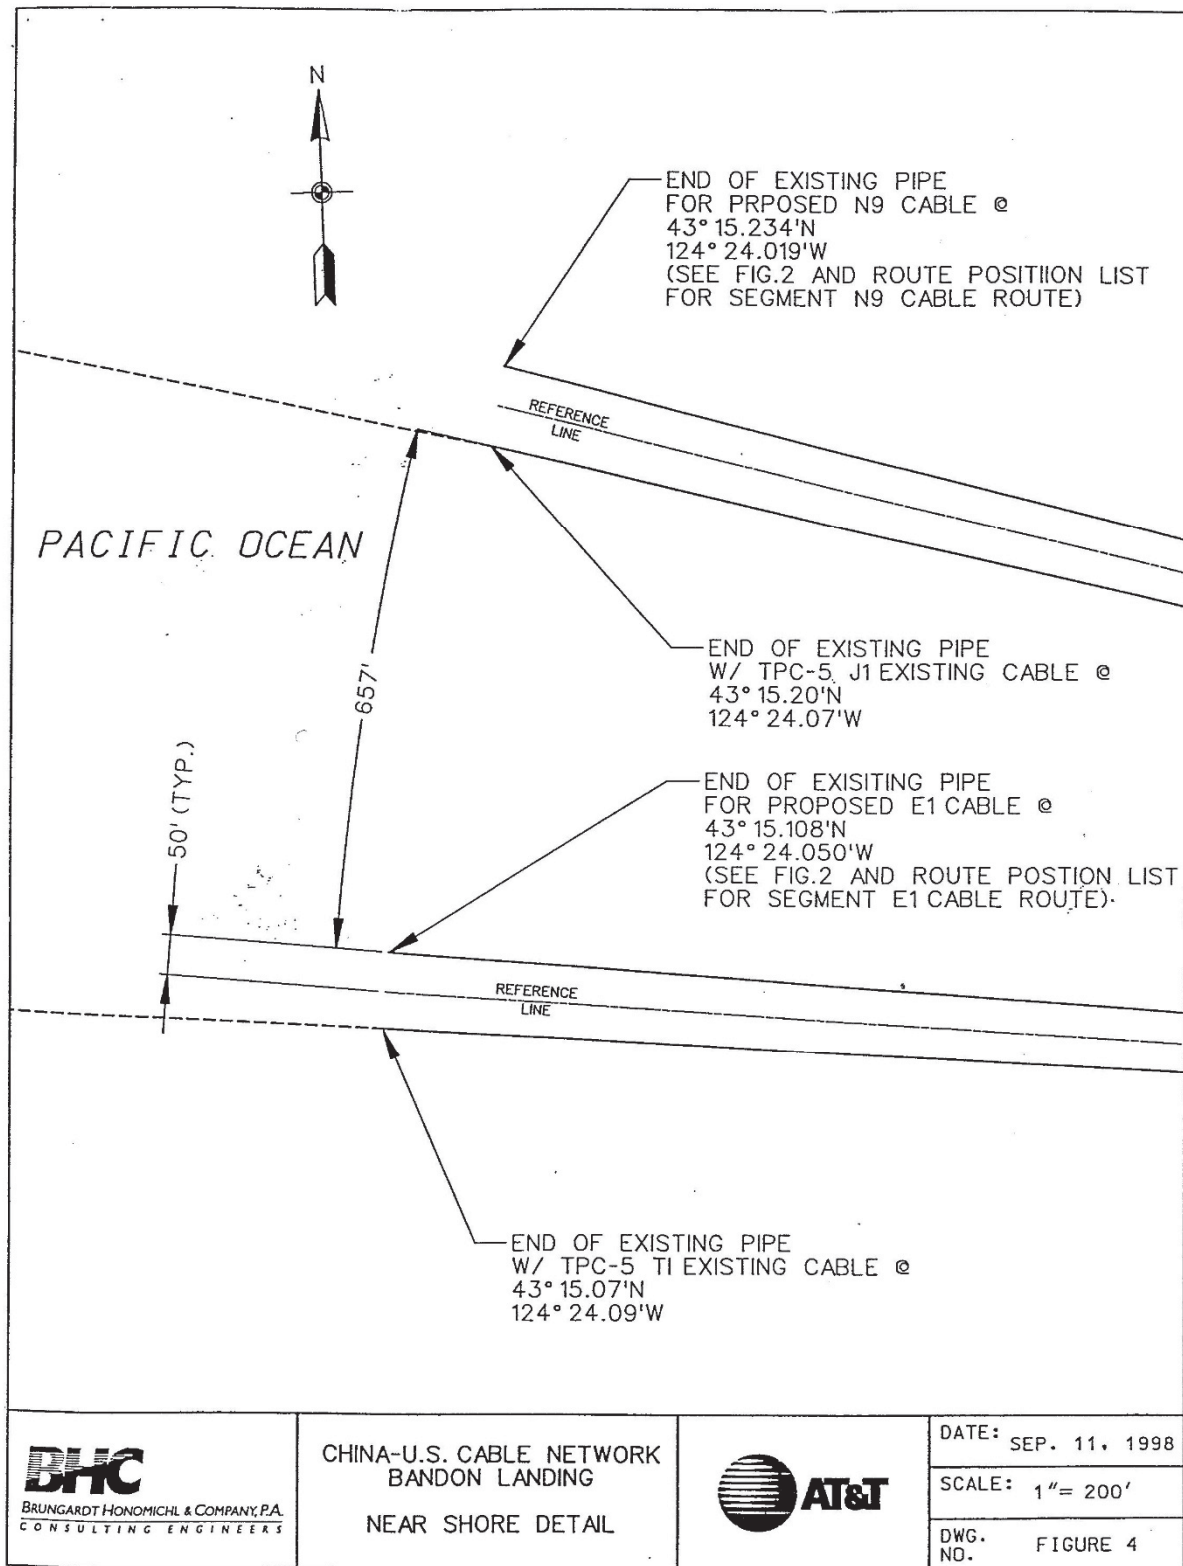 N
END OF EXISTING PIPE
FOR PRPOSED N9 CABLE @
43° 15.234'N
124° 24.019'W
(SEE FIG.2 AND ROUTE POSITIION LIST
FOR SEGMENT N9 CABLE ROUTE)
REFERENCE
LINE
PACIFIC OCEAN
657'
END OF EXISTING PIPE
W/ TPC-5 J1 EXISTING CABLE @
43° 15.20'N
124° 24.07'W
50' (TYP.)
END OF EXISITING PIPE
FOR PROPOSED E1 CABLE @
43° 15.108'N
124° 24.050'W
(SEE FIG.2 AND ROUTE POSTION LIST
FOR SEGMENT E1 CABLE ROUTE)
REFERENCE
LINE
END OF EXISTING PIPE
W/ TPC-5 T1 EXISTING CABLE @
43° 15.07'N
124° 24.09'W
BHC
BRUNGARDT HONOMICHL & COMPANY, P.A.
CONSULTING ENGINEERS
CHINA-U.S. CABLE NETWORK
BANDON LANDING
NEAR SHORE DETAIL
AT&T
DATE: SEP. 11, 1998
SCALE: 1"= 200'
DWG.
NO. FIGURE 4